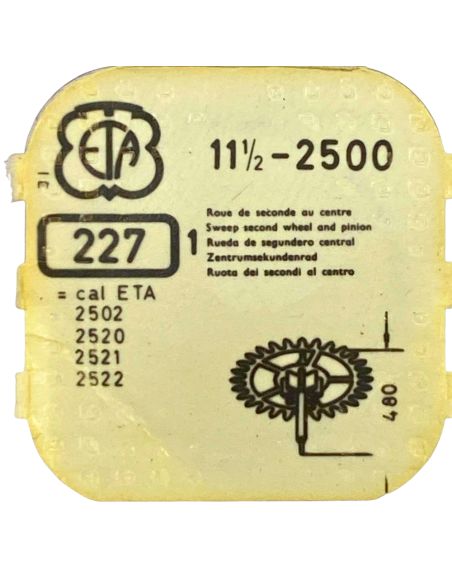 ETA
11½-2500
227
1
Roue de seconde au centre
Sweep second wheel and pinion
Rueda de segundero central
Zentrumsekundenrad
Ruota dei secondi al centro
= cal ETA
2502
2520
2521
2522
480